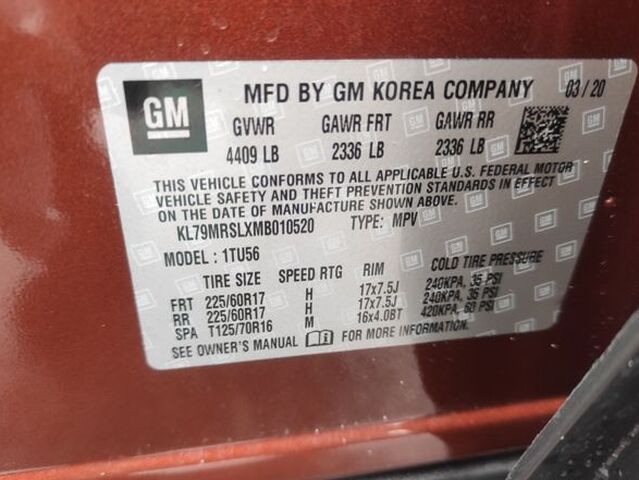 GM MFD BY GM KOREA COMPANY 03/20
GVWR GAWR FRT GAWR RR
4409 LB 2336 LB 2336 LB
THIS VEHICLE CONFORMS TO ALL APPLICABLE U.S. FEDERAL MOTOR
VEHICLE SAFETY AND THEFT PREVENTION STANDARDS IN EFFECT
ON THE DATE OF MANUFACTURE SHOWN ABOVE.
KL79MRSLXMB010520 TYPE: MPV
MODEL : 1TU56
TIRE SIZE SPEED RTG RIM COLD TIRE PRESSURE
FRT 225/60R17 H 17x7.5J 240KPA, 35 PSI
RR 225/60R17 H 17x7.5J 240KPA, 35 PSI
SPA T125/70R16 M 16x4.0BT 420KPA, 60 PSI
SEE OWNER'S MANUAL FOR MORE INFORMATION.